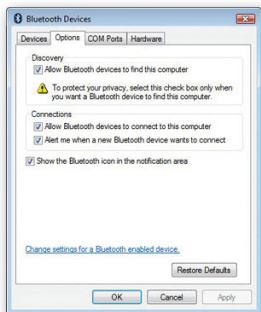 Bluetooth Devices
Devices Options COM Ports Hardware
Discovery
Allow Bluetooth devices to find this computer
To protect your privacy, select this check box only when
you want a Bluetooth device to find this computer.
Connections
Allow Bluetooth devices to connect to this computer
Alert me when a new Bluetooth device wants to connect
Show the Bluetooth icon in the notification area
Change settings for a Bluetooth enabled device.
Restore Defaults
OK Cancel Apply